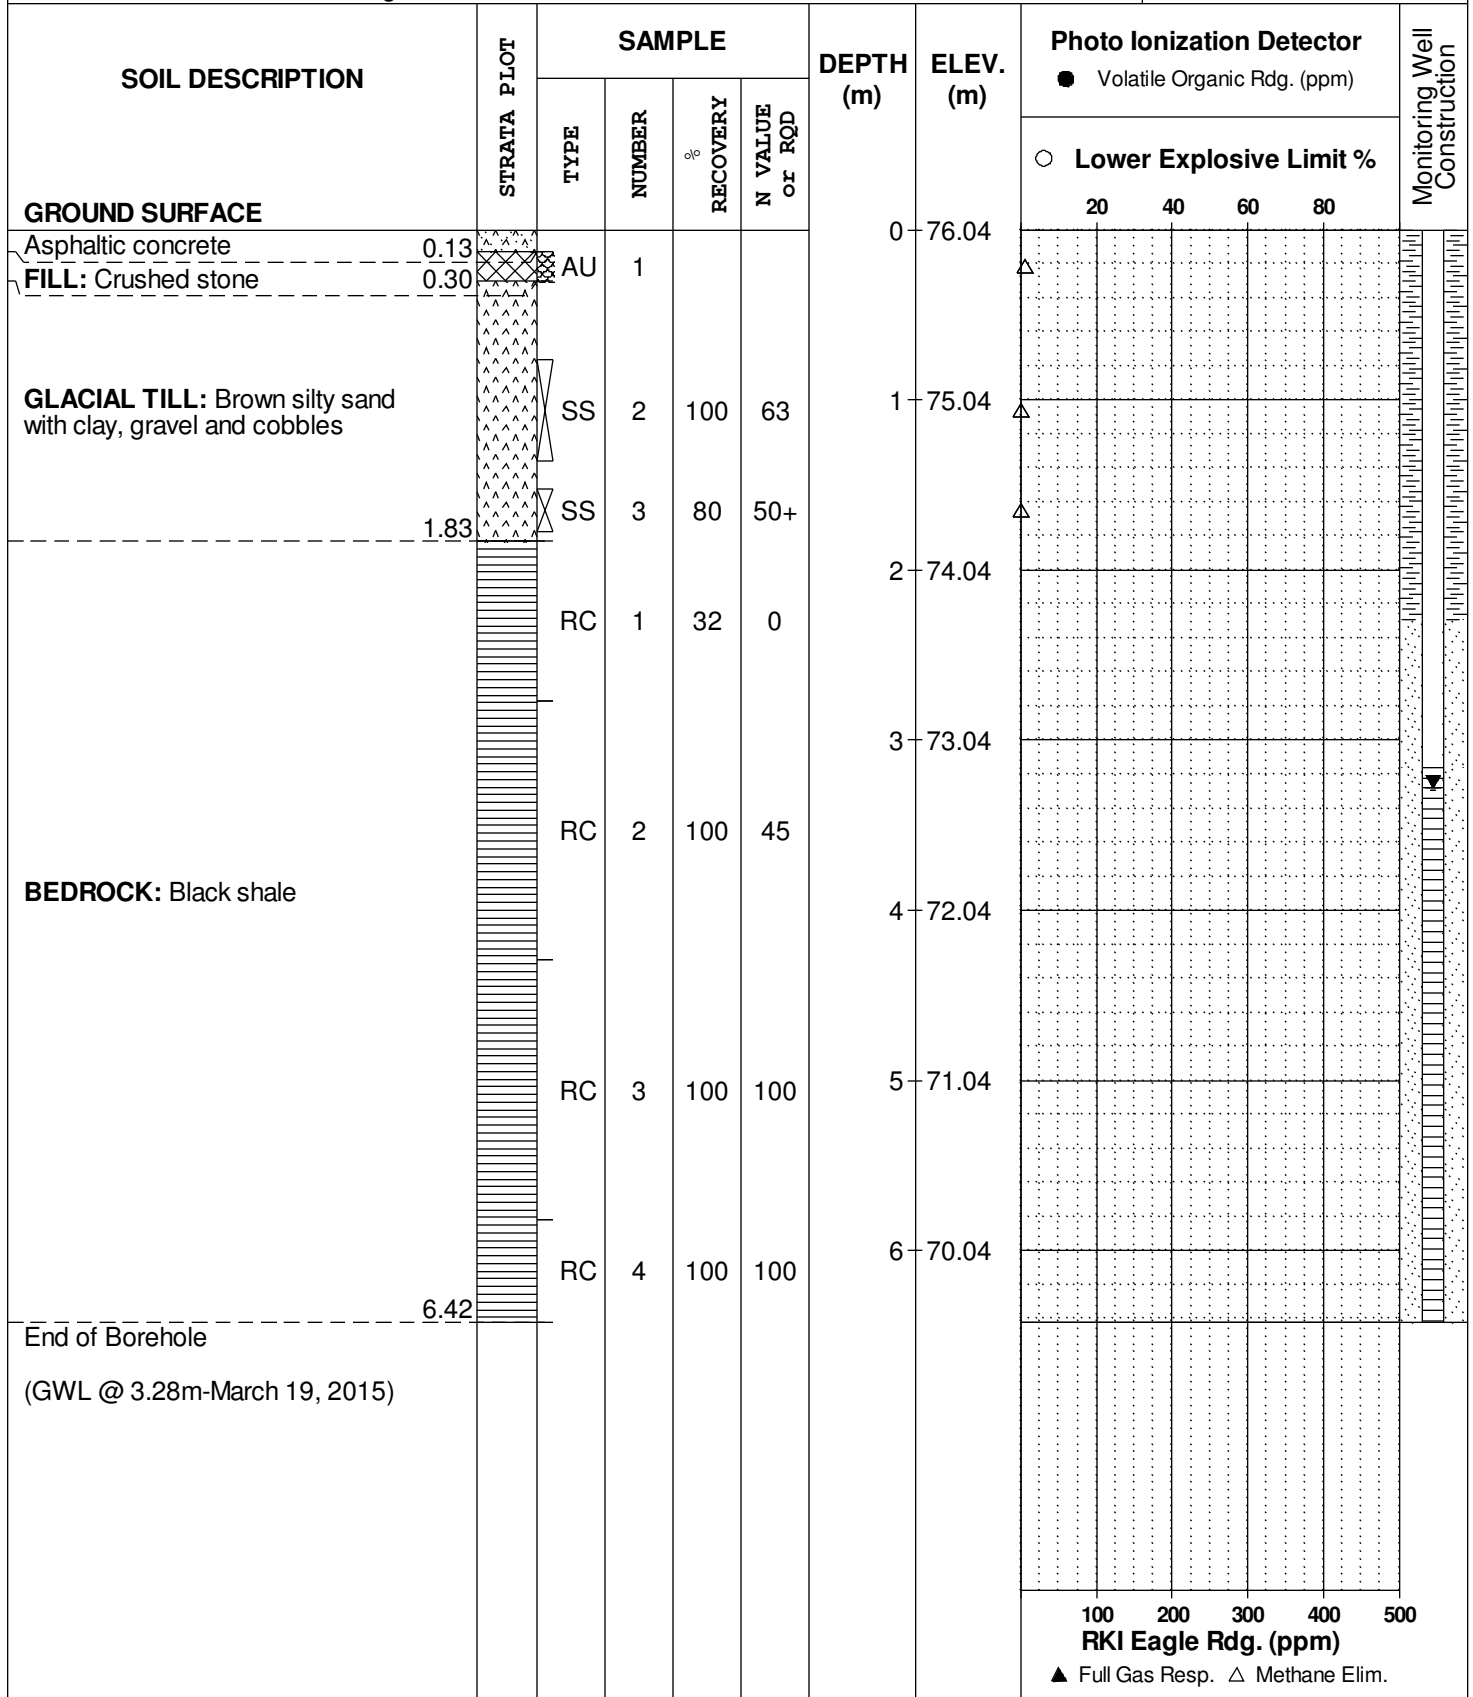 SOIL DESCRIPTION
STRATA PLOT
SAMPLE
TYPE
NUMBER
% RECOVERY
N VALUE or RQD
DEPTH (m)
ELEV. (m)
Photo Ionization Detector
● Volatile Organic Rdg. (ppm)
○ Lower Explosive Limit %
20 40 60 80
Monitoring Well Construction
GROUND SURFACE
0 76.04
Asphaltic concrete 0.13
FILL: Crushed stone 0.30
AU 1
GLACIAL TILL: Brown silty sand
with clay, gravel and cobbles
SS 2 100 63
1 75.04
SS 3 80 50+
1.83
2 74.04
RC 1 32 0
3 73.04
RC 2 100 45
BEDROCK: Black shale
4 72.04
RC 3 100 100
5 71.04
6 70.04
RC 4 100 100
6.42
End of Borehole
(GWL @ 3.28m-March 19, 2015)
100 200 300 400 500
RKI Eagle Rdg. (ppm)
▲ Full Gas Resp. △ Methane Elim.